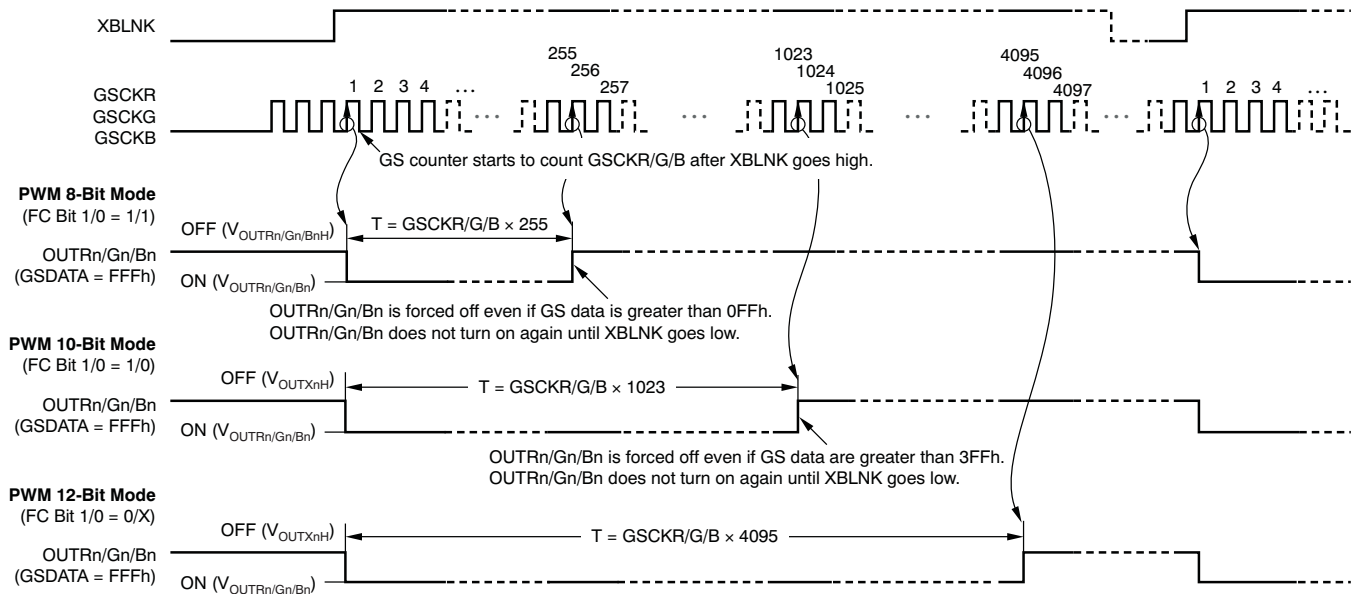 XBLNK
255
256
257
1023
1024
1025
4095
4096
4097
GSCKR
GSCKG
GSCKB
1 2 3 4 ...
... ... ... ... ... ...
1 2 3 4 ...
GS counter starts to count GSCKR/G/B after XBLNK goes high.
PWM 8-Bit Mode
(FC Bit 1/0 = 1/1)
OFF (VOUTRn/Gn/BnH)
T = GSCKR/G/B × 255
OUTRn/Gn/Bn
(GSDATA = FFFh)
ON (VOUTRn/Gn/Bn)
OUTRn/Gn/Bn is forced off even if GS data is greater than 0FFh.
OUTRn/Gn/Bn does not turn on again until XBLNK goes low.
PWM 10-Bit Mode
(FC Bit 1/0 = 1/0)
OFF (VOUTXnH)
T = GSCKR/G/B × 1023
OUTRn/Gn/Bn
(GSDATA = FFFh)
ON (VOUTRn/Gn/Bn)
OUTRn/Gn/Bn is forced off even if GS data are greater than 3FFh.
OUTRn/Gn/Bn does not turn on again until XBLNK goes low.
PWM 12-Bit Mode
(FC Bit 1/0 = 0/X)
OFF (VOUTXnH)
T = GSCKR/G/B × 4095
OUTRn/Gn/Bn
(GSDATA = FFFh)
ON (VOUTRn/Gn/Bn)